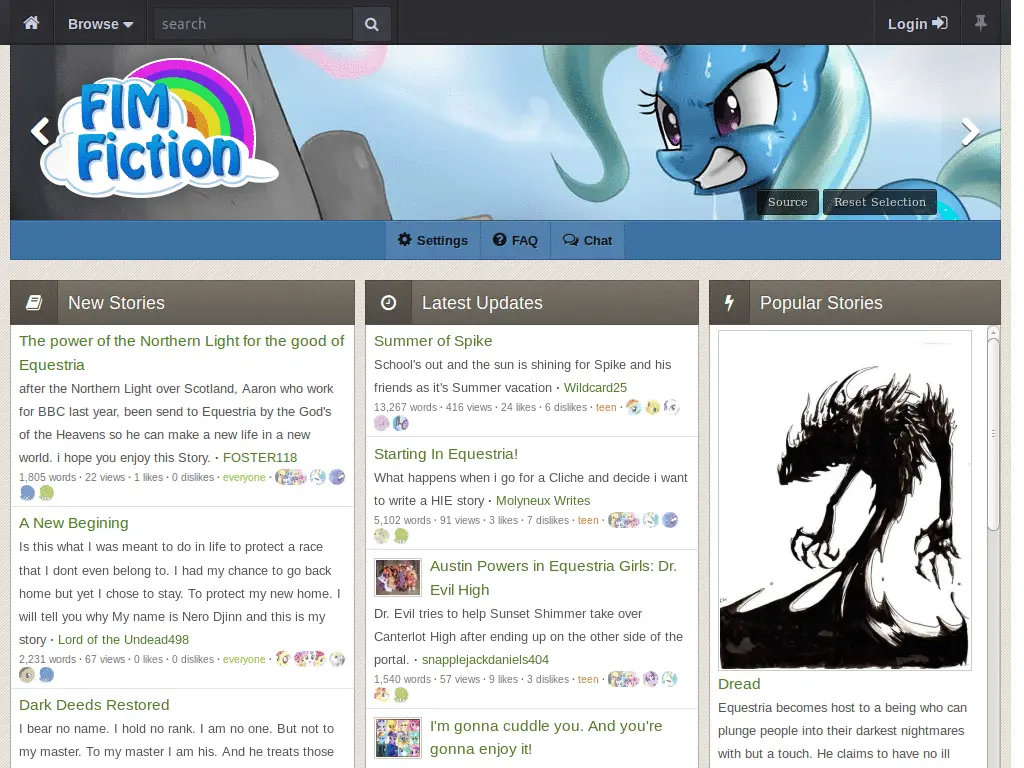 Browse
search
Login
FIM
Fiction
Source
Reset Selection
Settings
FAQ
Chat
New Stories
The power of the Northern Light for the good of
Equestria
after the Northern Light over Scotland, Aaron who work
for BBC last year, been send to Equestria by the God's
of the Heavens so he can make a new life in a new
world. i hope you enjoy this Story. · FOSTER118
1,805 words · 22 views · 1 likes · 0 dislikes · everyone ·
A New Begining
Is this what I was meant to do in life to protect a race
that I dont even belong to. I had my chance to go back
home but yet I chose to stay. To protect my new home. I
will tell you why My name is Nero Djinn and this is my
story · Lord of the Undead498
2,231 words · 67 views · 0 likes · 0 dislikes · everyone ·
Dark Deeds Restored
I bear no name. I hold no rank. I am no one. But not to
my master. To my master I am his. And he treats those
Latest Updates
Summer of Spike
School's out and the sun is shining for Spike and his
friends as it's Summer vacation · Wildcard25
13,267 words · 416 views · 24 likes · 6 dislikes · teen ·
Starting In Equestria!
What happens when i go for a Cliche and decide i want
to write a HIE story · Molyneux Writes
5,102 words · 91 views · 3 likes · 7 dislikes · teen ·
Austin Powers in Equestria Girls: Dr.
Evil High
Dr. Evil tries to help Sunset Shimmer take over
Canterlot High after ending up on the other side of the
portal. · snapplejackdaniels404
1,540 words · 57 views · 9 likes · 3 dislikes · teen ·
I'm gonna cuddle you. And you're
gonna enjoy it!
Popular Stories
Dread
Equestria becomes host to a being who can
plunge people into their darkest nightmares
with but a touch. He claims to have no ill